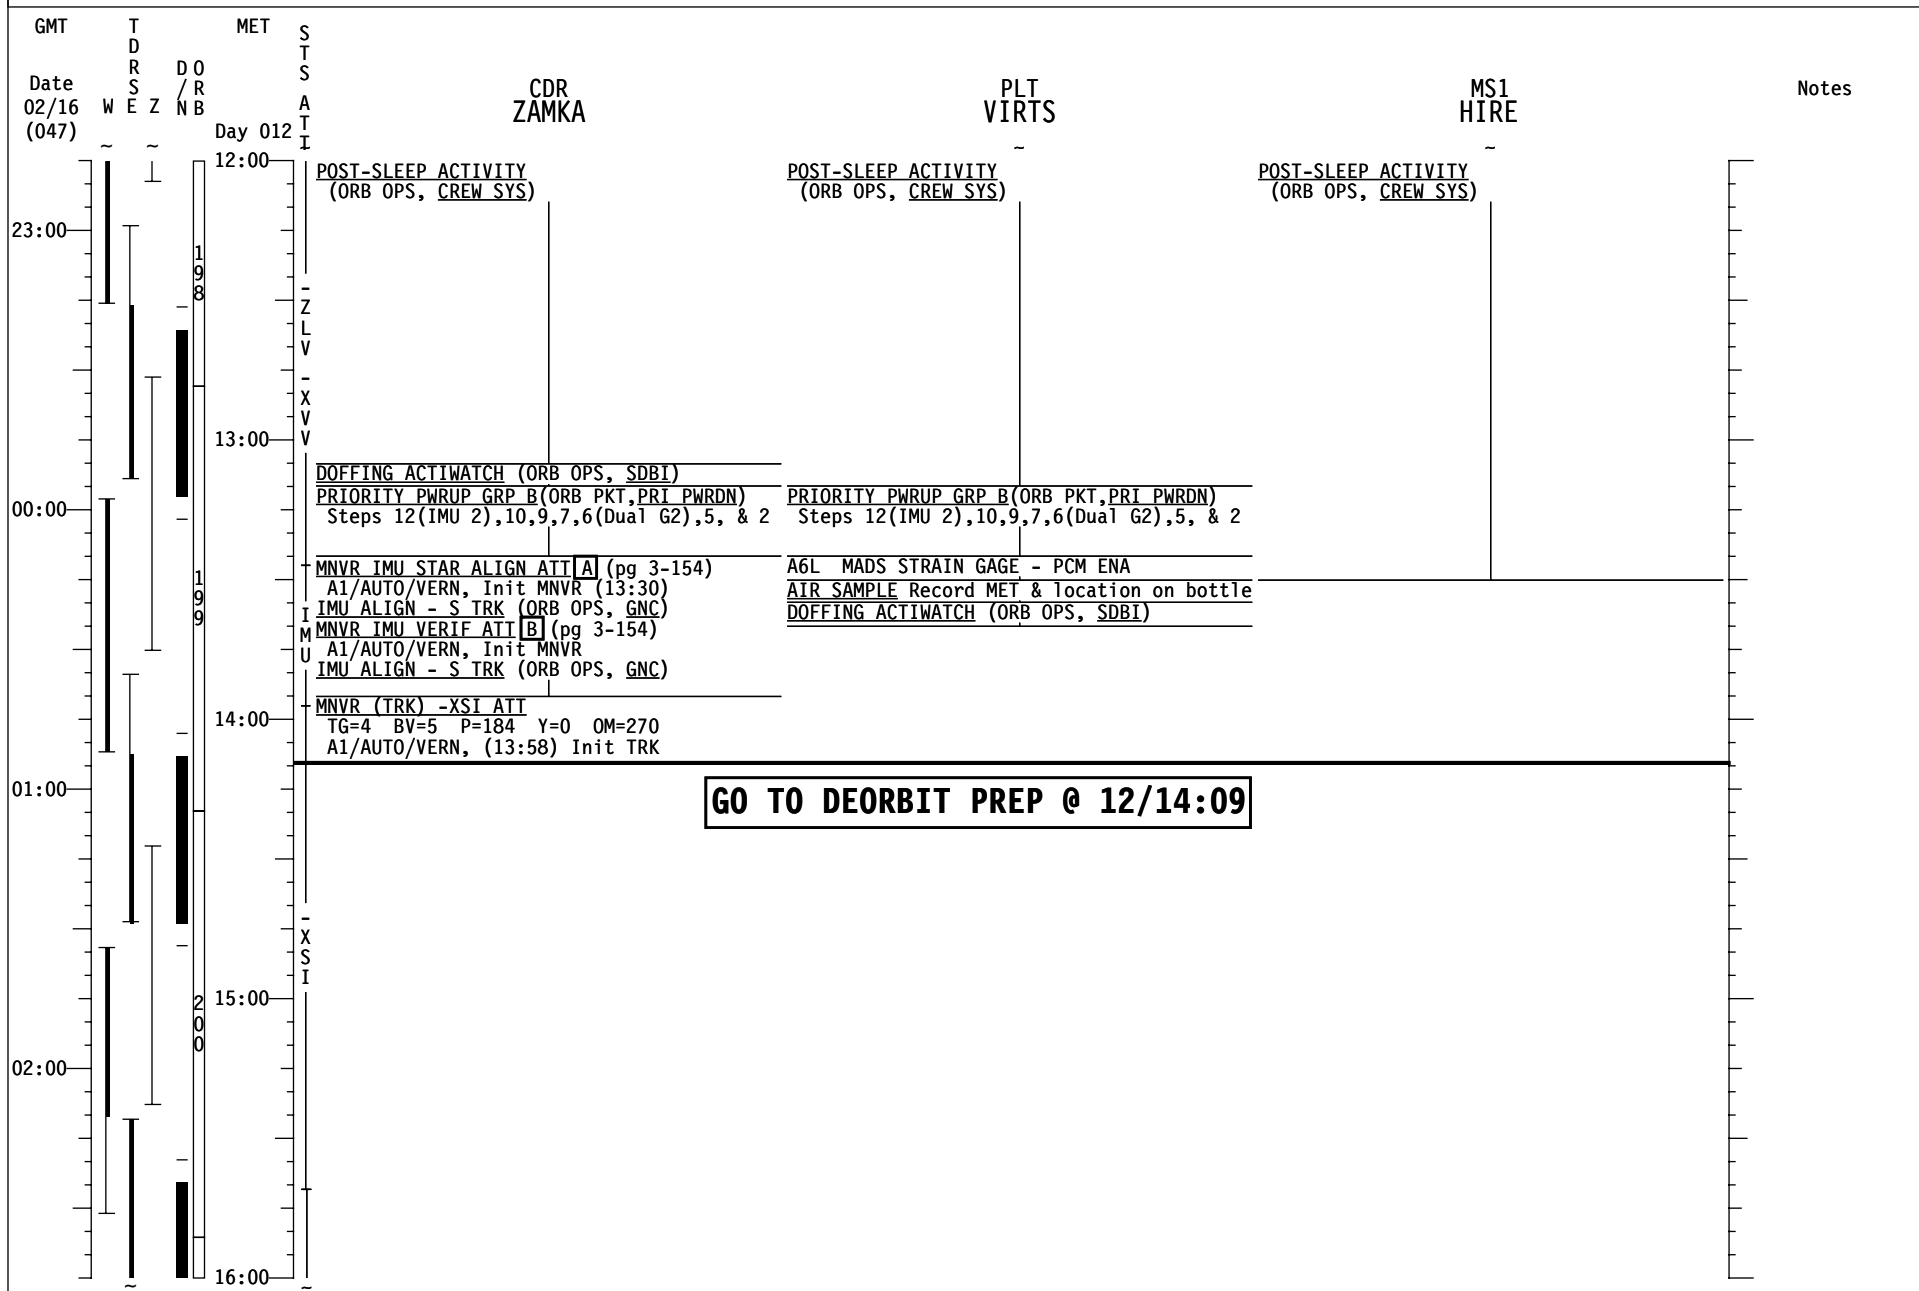 GMT
TDRS
MET
STS ATT
D/N
ORB
Date
02/16
(047)
W E Z
Day 012
CDR
ZAMKA
PLT
VIRTS
MS1
HIRE
Notes
~ ~ ~ ~ ~
12:00
23:00
13:00
00:00
14:00
01:00
15:00
02:00
16:00
198
199
200
-ZLV -XVV
IMU
-XSI
POST-SLEEP ACTIVITY
(ORB OPS, CREW SYS)
DOFFING ACTIWATCH (ORB OPS, SDBI)
PRIORITY PWRUP GRP B(ORB PKT,PRI PWRDN)
Steps 12(IMU 2),10,9,7,6(Dual G2),5, & 2
MNVR IMU STAR ALIGN ATT A (pg 3-154)
A1/AUTO/VERN, Init MNVR (13:30)
IMU ALIGN - S TRK (ORB OPS, GNC)
MNVR IMU VERIF ATT B (pg 3-154)
A1/AUTO/VERN, Init MNVR
IMU ALIGN - S TRK (ORB OPS, GNC)
MNVR (TRK) -XSI ATT
TG=4 BV=5 P=184 Y=0 OM=270
A1/AUTO/VERN, (13:58) Init TRK
POST-SLEEP ACTIVITY
(ORB OPS, CREW SYS)
PRIORITY PWRUP GRP B(ORB PKT,PRI PWRDN)
Steps 12(IMU 2),10,9,7,6(Dual G2),5, & 2
A6L MADS STRAIN GAGE - PCM ENA
AIR SAMPLE Record MET & location on bottle
DOFFING ACTIWATCH (ORB OPS, SDBI)
POST-SLEEP ACTIVITY
(ORB OPS, CREW SYS)
GO TO DEORBIT PREP @ 12/14:09
~ ~